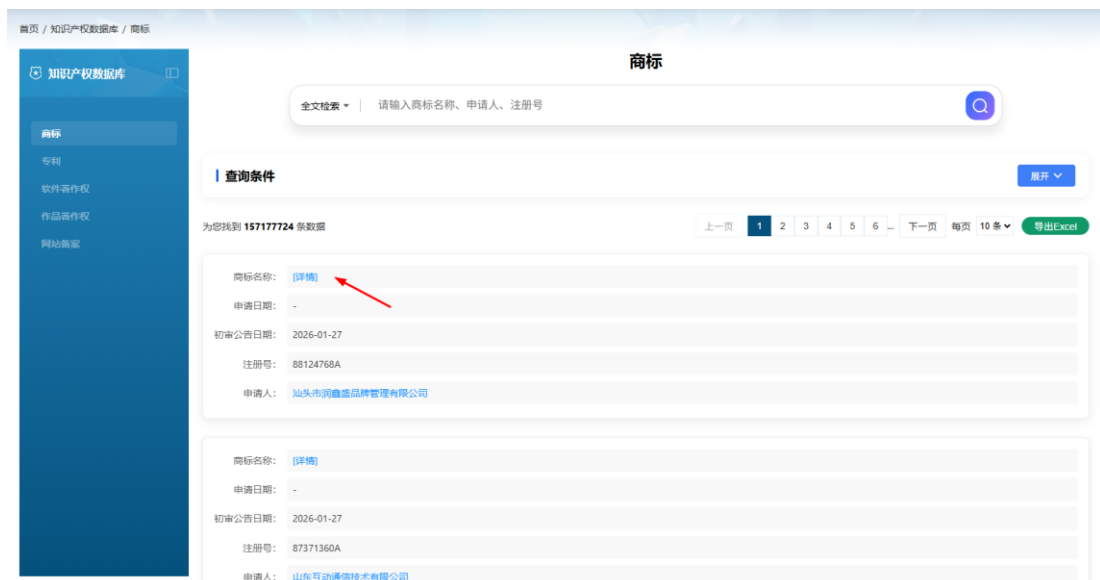 首页 / 知识产权数据库 / 商标
知识产权数据库
商标
专利
软件著作权
作品著作权
网站备案
商标
全文检索 请输入商标名称、申请人、注册号
查询条件 展开
为您找到 157177724 条数据 上一页 1 2 3 4 5 6 ... 下一页 每页 10 条 导出Excel
商标名称： [详情]
申请日期： -
初审公告日期： 2026-01-27
注册号： 88124768A
申请人： 汕头市润鑫盛品牌管理有限公司
商标名称： [详情]
申请日期： -
初审公告日期： 2026-01-27
注册号： 87371360A
申请人： 山东互动通信技术有限公司